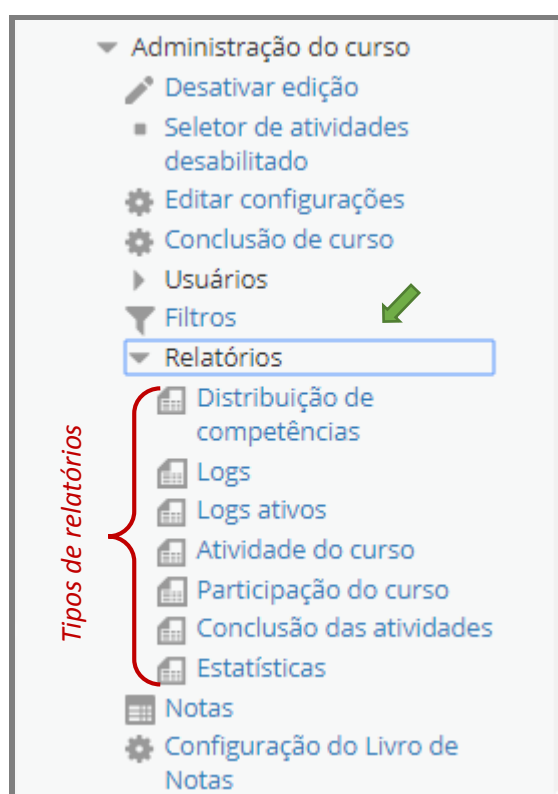 Administração do curso
Desativar edição
Seletor de atividades
desabilitado
Editar configurações
Conclusão de curso
Usuários
Filtros
Relatórios
Tipos de relatórios
Distribuição de
competências
Logs
Logs ativos
Atividade do curso
Participação do curso
Conclusão das atividades
Estatísticas
Notas
Configuração do Livro de
Notas